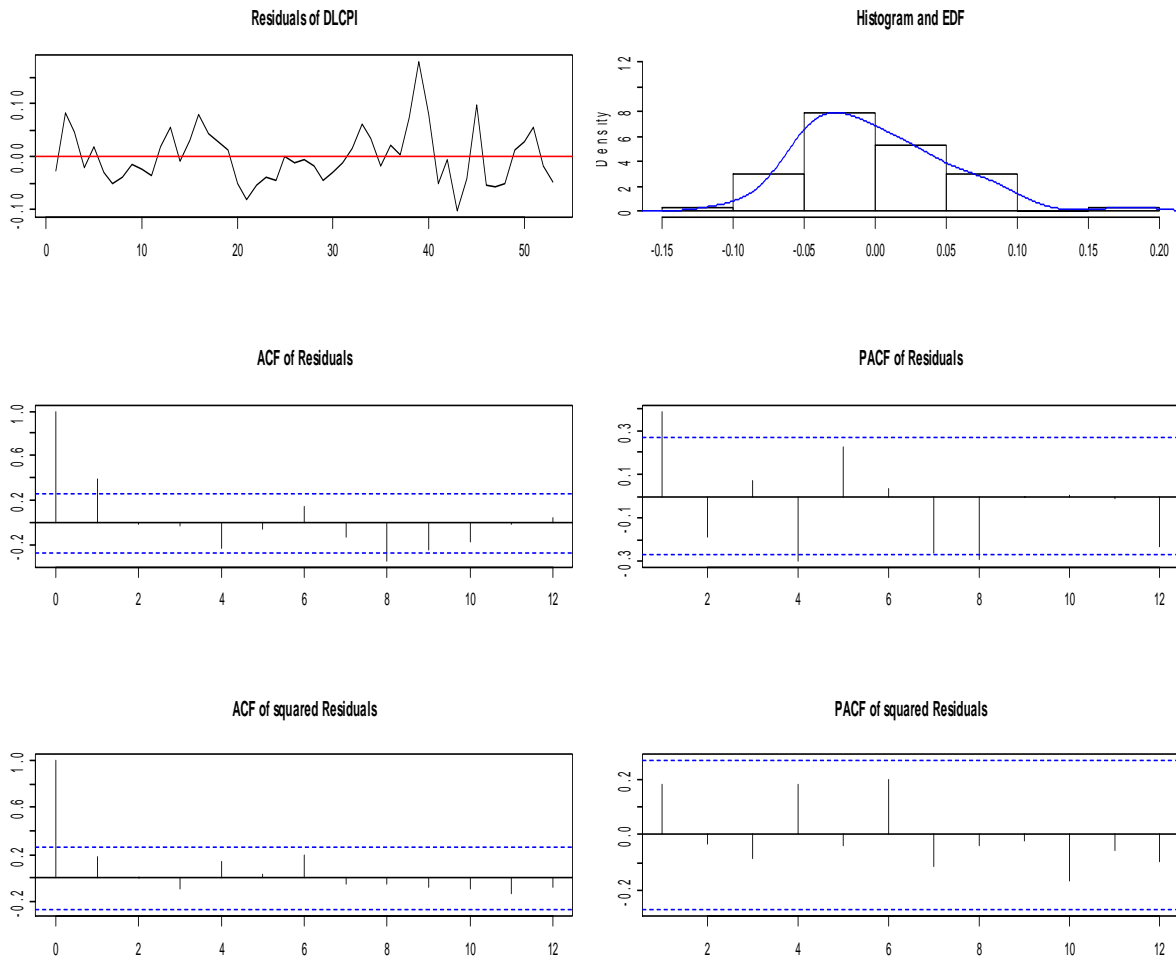 Residuals of DLCPI
0.10
0.00
-0.10
0 10 20 30 40 50
Histogram and EDF
Density
12
8
6
4
2
0
-0.15 -0.10 -0.05 0.00 0.05 0.10 0.15 0.20
ACF of Residuals
1.0
0.6
0.2
-0.2
0 2 4 6 8 10 12
PACF of Residuals
0.3
0.1
-0.1
-0.3
2 4 6 8 10 12
ACF of squared Residuals
1.0
0.6
0.2
-0.2
0 2 4 6 8 10 12
PACF of squared Residuals
0.2
0.0
-0.2
2 4 6 8 10 12